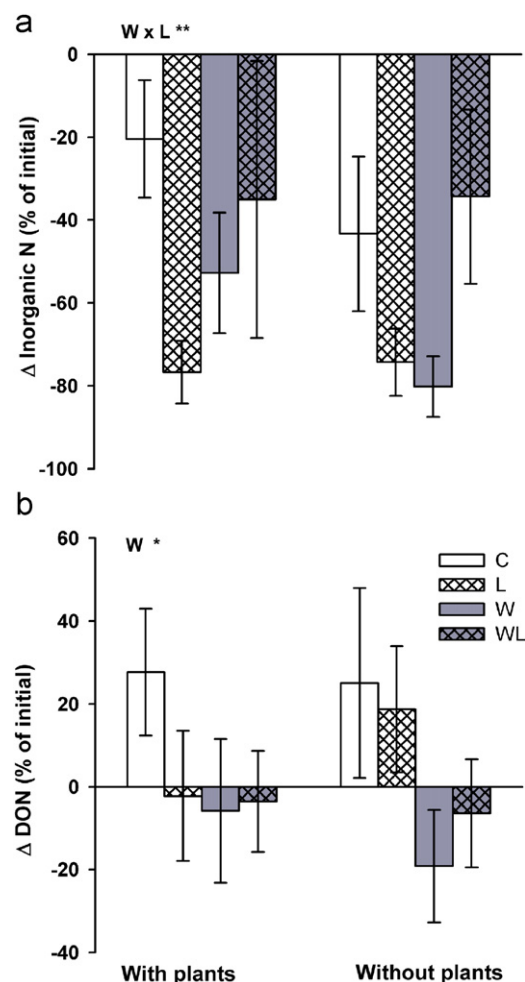 a
W x L **
0
-20
-40
-60
-80
-100
Δ Inorganic N (% of initial)
b
W *
60
40
20
0
-20
-40
Δ DON (% of initial)
C
L
W
WL
With plants
Without plants